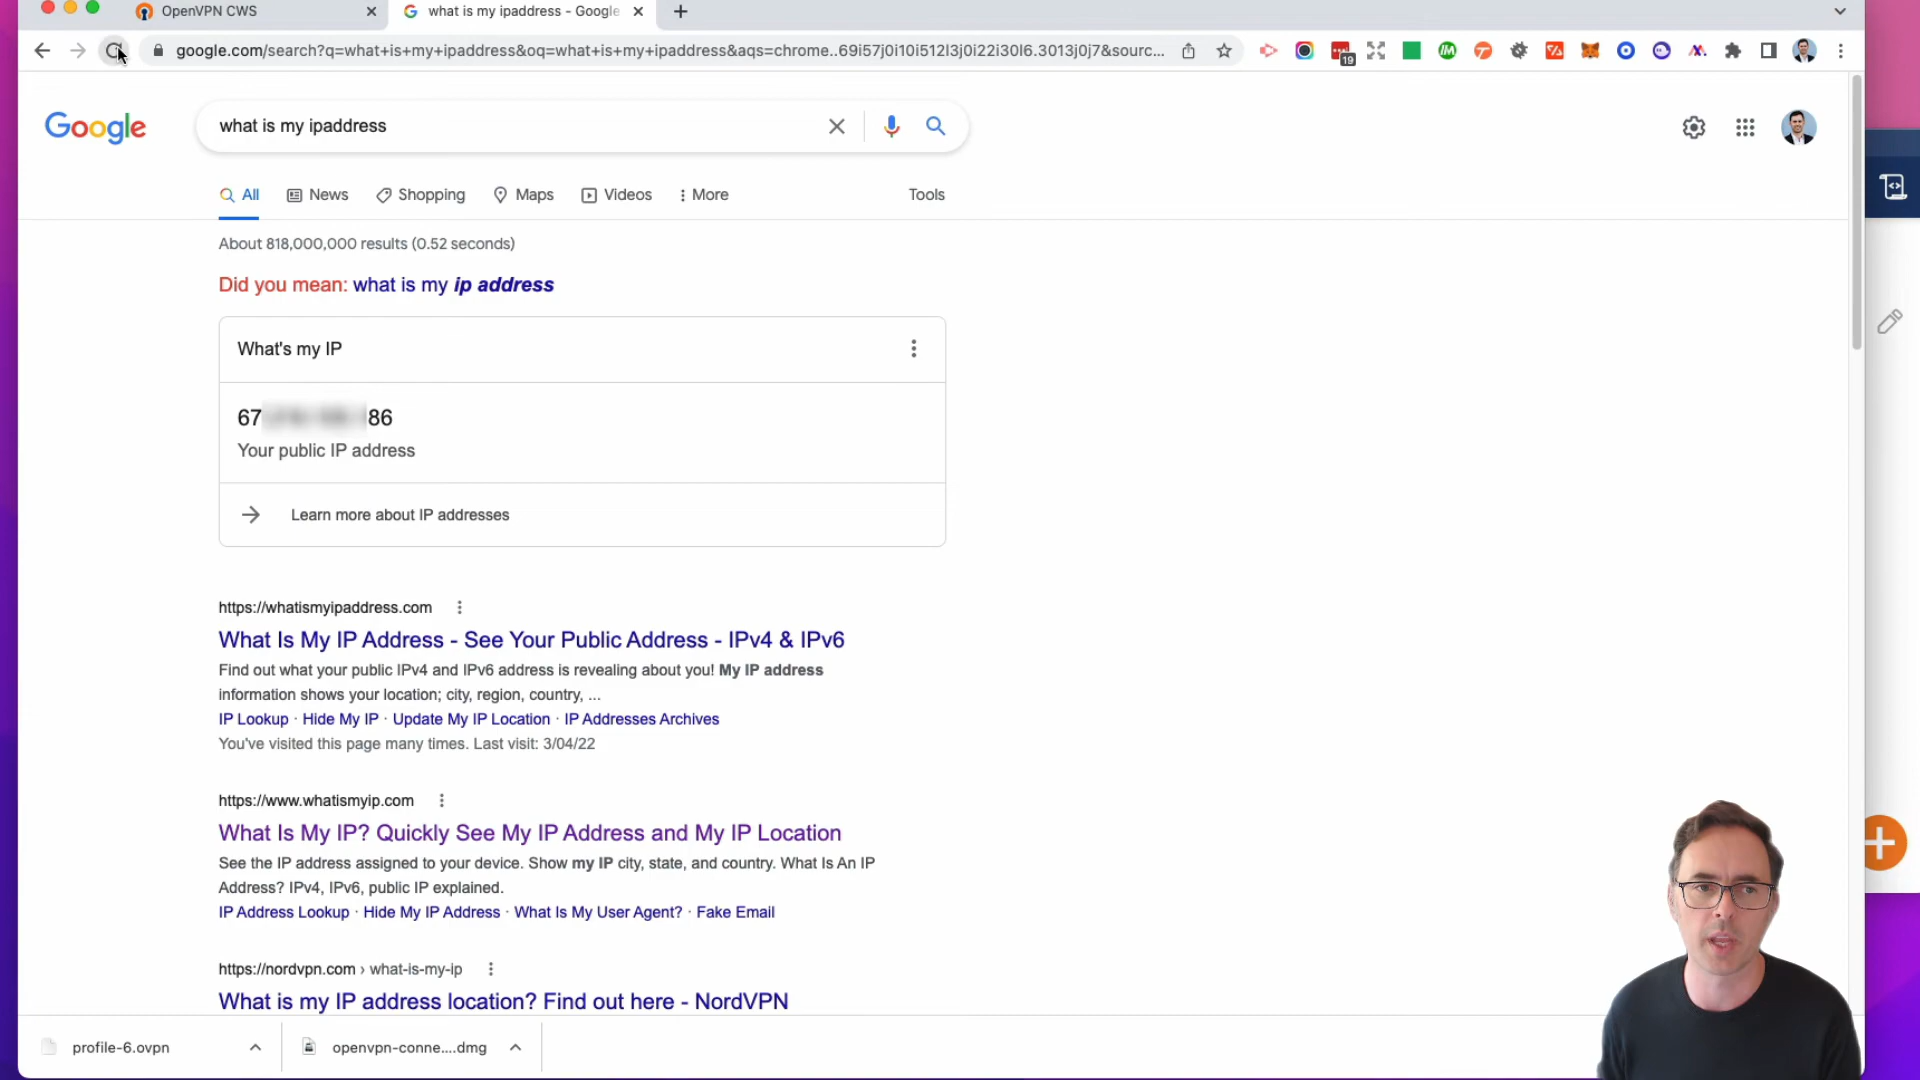 OpenVPN CWS
what is my ipaddress - Google
google.com/search?q=what+is+my+ipaddress&oq=what+is+my+ipaddress&aqs=chrome..69i57j0i10i512l3j0i22i30l6.3013j0j7&sourc...
19
Google
what is my ipaddress
All
News
Shopping
Maps
Videos
More
Tools
About 818,000,000 results (0.52 seconds)
Did you mean: what is my ip address
What's my IP
67 86
Your public IP address
Learn more about IP addresses
https://whatismyipaddress.com
What Is My IP Address - See Your Public Address - IPv4 & IPv6
Find out what your public IPv4 and IPv6 address is revealing about you! My IP address
information shows your location; city, region, country, ...
IP Lookup · Hide My IP · Update My IP Location · IP Addresses Archives
You've visited this page many times. Last visit: 3/04/22
https://www.whatismyip.com
What Is My IP? Quickly See My IP Address and My IP Location
See the IP address assigned to your device. Show my IP city, state, and country. What Is An IP
Address? IPv4, IPv6, public IP explained.
IP Address Lookup · Hide My IP Address · What Is My User Agent? · Fake Email
https://nordvpn.com › what-is-my-ip
What is my IP address location? Find out here - NordVPN
profile-6.ovpn
openvpn-conne....dmg